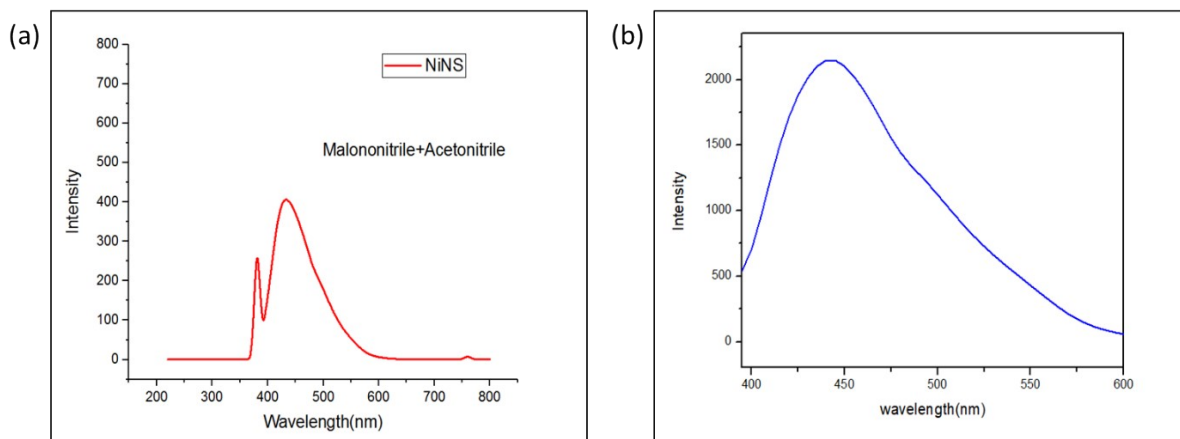 (a)
800
700
600
500
400
300
200
100
0
Intensity
NiNS
Malononitrile+Acetonitrile
200 300 400 500 600 700 800
Wavelength(nm)
(b)
2000
1500
1000
500
0
Intensity
400 450 500 550 600
wavelength(nm)